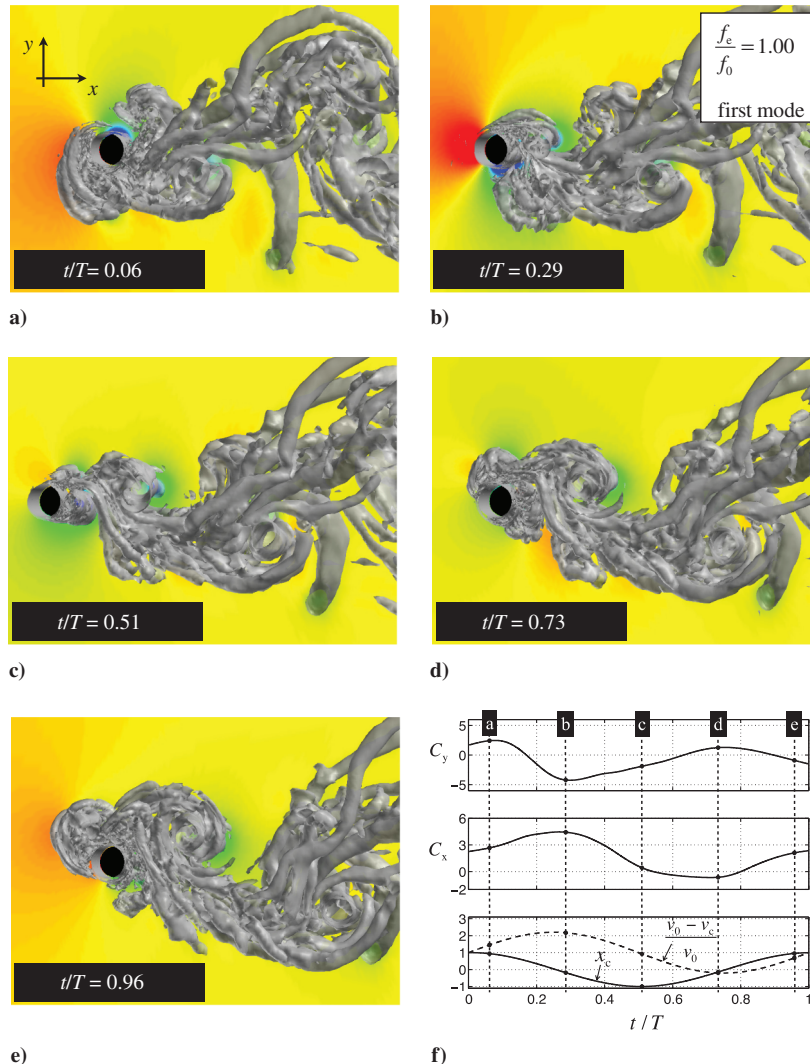 y
x
t/T= 0.06
a)
f_e/f_0 = 1.00
first mode
t/T = 0.29
b)
t/T = 0.51
c)
t/T = 0.73
d)
t/T = 0.96
e)
a b c d e
C_y
5
0
−5
C_x
6
3
0
−2
3
2
1
0
−1
v_0 − v_c
v_0
x_c
0 0.2 0.4 0.6 0.8 1
t / T
f)